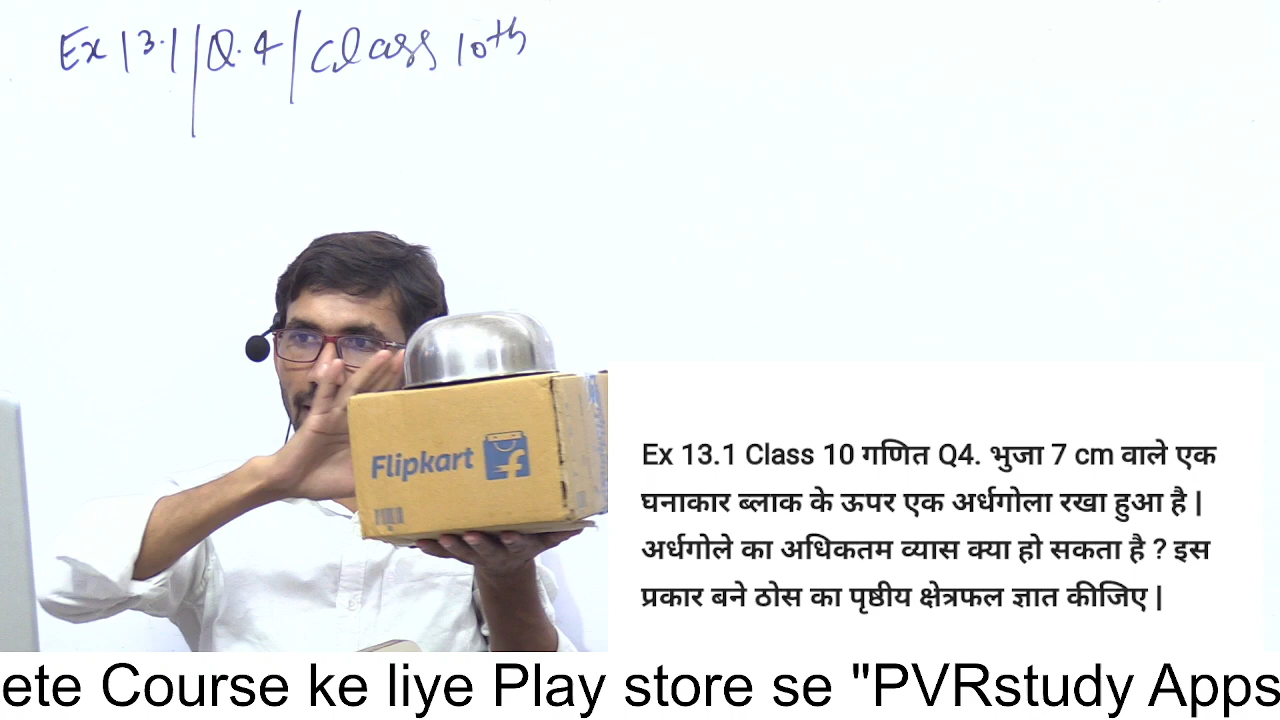 Ex 13.1 / Q.4 / Class 10th
Flipkart
Ex 13.1 Class 10 गणित Q4. भुजा 7 cm वाले एक
घनाकार ब्लाक के ऊपर एक अर्धगोला रखा हुआ है |
अर्धगोले का अधिकतम व्यास क्या हो सकता है ? इस
प्रकार बने ठोस का पृष्ठीय क्षेत्रफल ज्ञात कीजिए |
ete Course ke liye Play store se "PVRstudy Apps